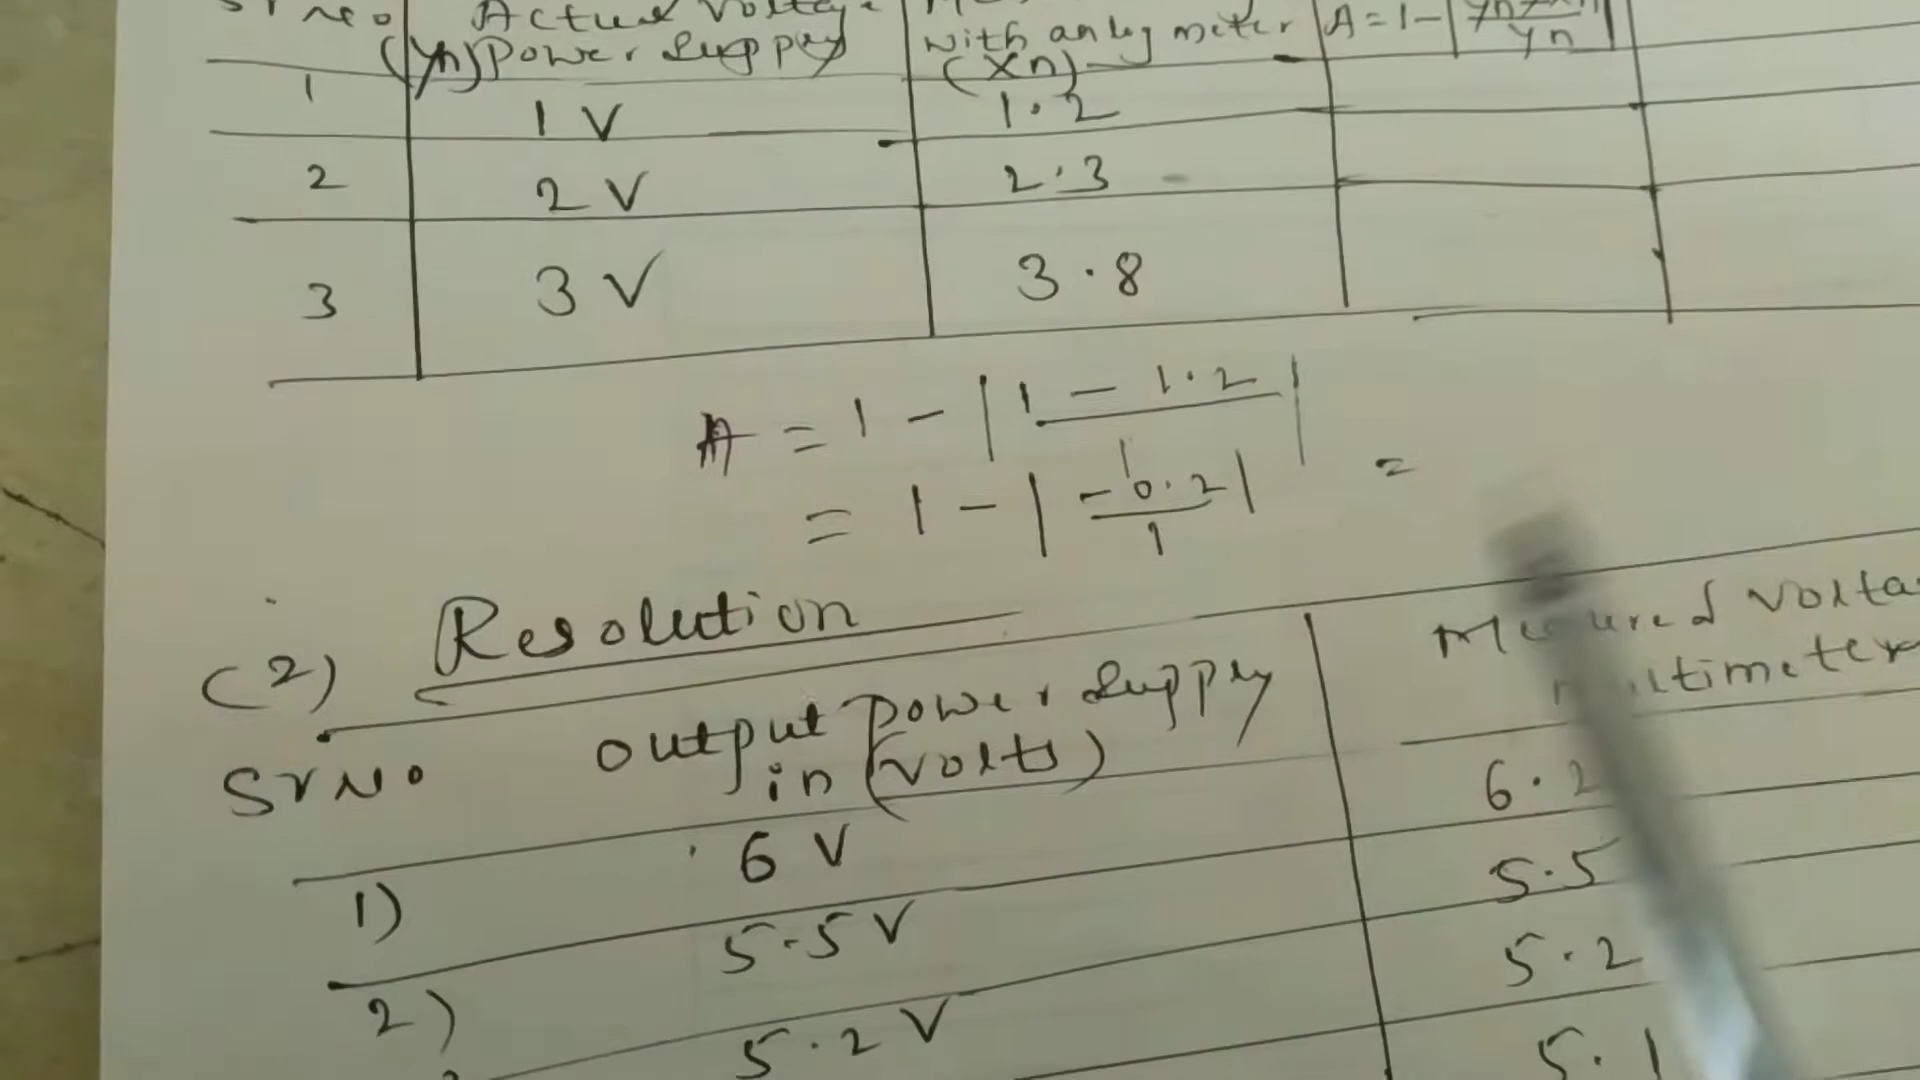 Sr No Actual Voltage
(Yn) Power Supply with analog meter A = 1 -
(Xn) Yn
1 1 V 1.2
2 2 V 2.3
3 3 V 3.8
A = 1 - | 1 - 1.2 |
1
= 1 - | -0.2 | =
1
(2) Resolution
Sr No output power supply Measured Volta
in (volts)
6 V 6.2
1) 5.5 V 5.5
2) 5.2 V 5.2
5.1